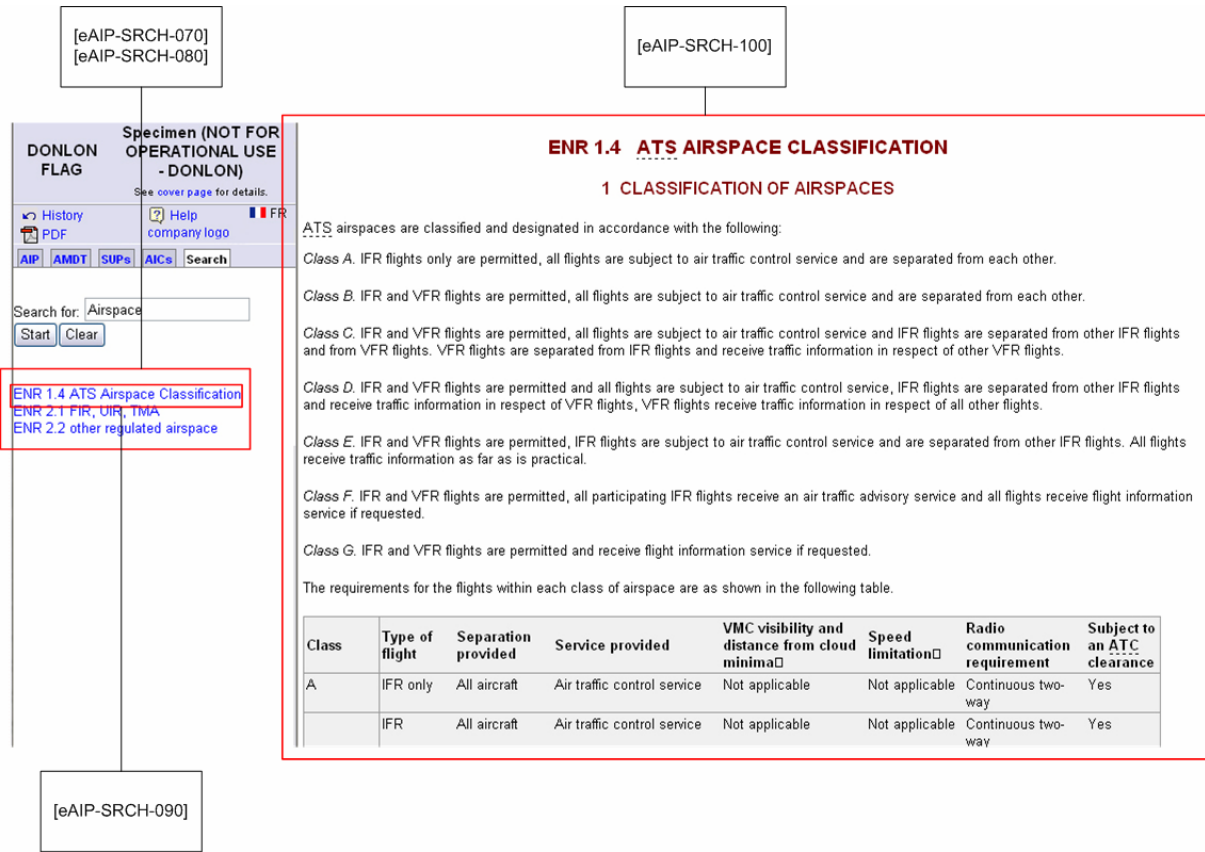 [eAIP-SRCH-070]
[eAIP-SRCH-080]
[eAIP-SRCH-100]
DONLON
FLAG
Specimen (NOT FOR
OPERATIONAL USE
- DONLON)
See cover page for details.
History
Help
FR
PDF
company logo
AIP AMDT SUPs AICs Search
Search for: Airspace
Start Clear
ENR 1.4 ATS Airspace Classification
ENR 2.1 FIR, UIR, TMA
ENR 2.2 other regulated airspace
ENR 1.4 ATS AIRSPACE CLASSIFICATION
1 CLASSIFICATION OF AIRSPACES
ATS airspaces are classified and designated in accordance with the following:
Class A. IFR flights only are permitted, all flights are subject to air traffic control service and are separated from each other.
Class B. IFR and VFR flights are permitted, all flights are subject to air traffic control service and are separated from each other.
Class C. IFR and VFR flights are permitted, all flights are subject to air traffic control service and IFR flights are separated from other IFR flights
and from VFR flights. VFR flights are separated from IFR flights and receive traffic information in respect of other VFR flights.
Class D. IFR and VFR flights are permitted and all flights are subject to air traffic control service, IFR flights are separated from other IFR flights
and receive traffic information in respect of VFR flights, VFR flights receive traffic information in respect of all other flights.
Class E. IFR and VFR flights are permitted, IFR flights are subject to air traffic control service and are separated from other IFR flights. All flights
receive traffic information as far as is practical.
Class F. IFR and VFR flights are permitted, all participating IFR flights receive an air traffic advisory service and all flights receive flight information
service if requested.
Class G. IFR and VFR flights are permitted and receive flight information service if requested.
The requirements for the flights within each class of airspace are as shown in the following table.
Class
Type of
flight
Separation
provided
Service provided
VMC visibility and
distance from cloud
minima□
Speed
limitation□
Radio
communication
requirement
Subject to
an ATC
clearance
A
IFR only
All aircraft
Air traffic control service
Not applicable
Not applicable
Continuous two-
way
Yes
IFR
All aircraft
Air traffic control service
Not applicable
Not applicable
Continuous two-
way
Yes
[eAIP-SRCH-090]